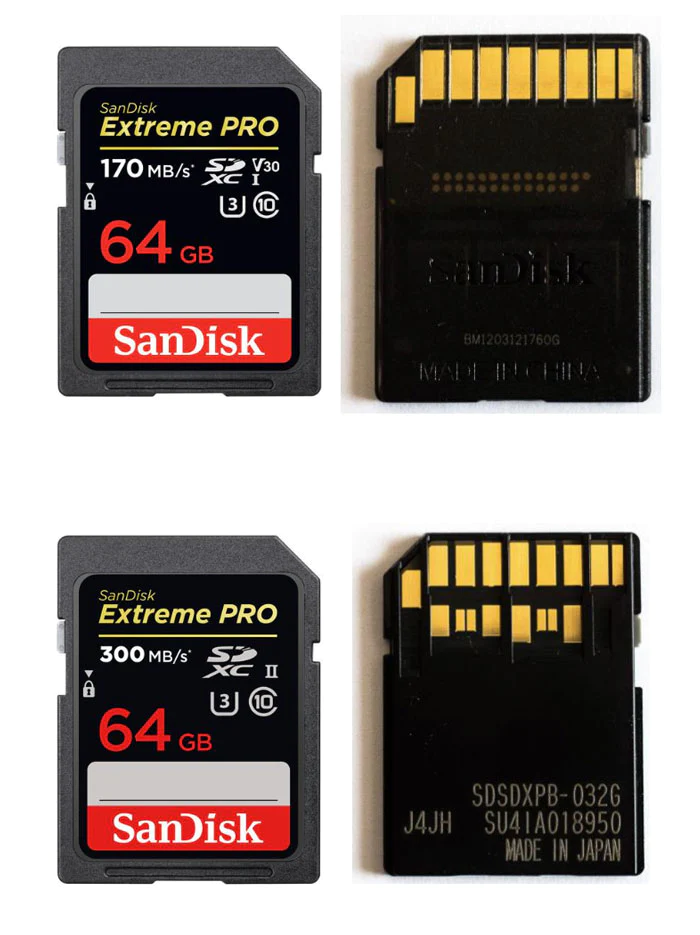 SanDisk
Extreme PRO
170 MB/s* SD XC V30 I
3 10
64 GB
SanDisk
SanDisk
BM1203121760G
MADE IN CHINA
SanDisk
Extreme PRO
300 MB/s* SD XC II
3 10
64 GB
SanDisk
SDSDXPB-032G
J4JH SU41A018950
MADE IN JAPAN